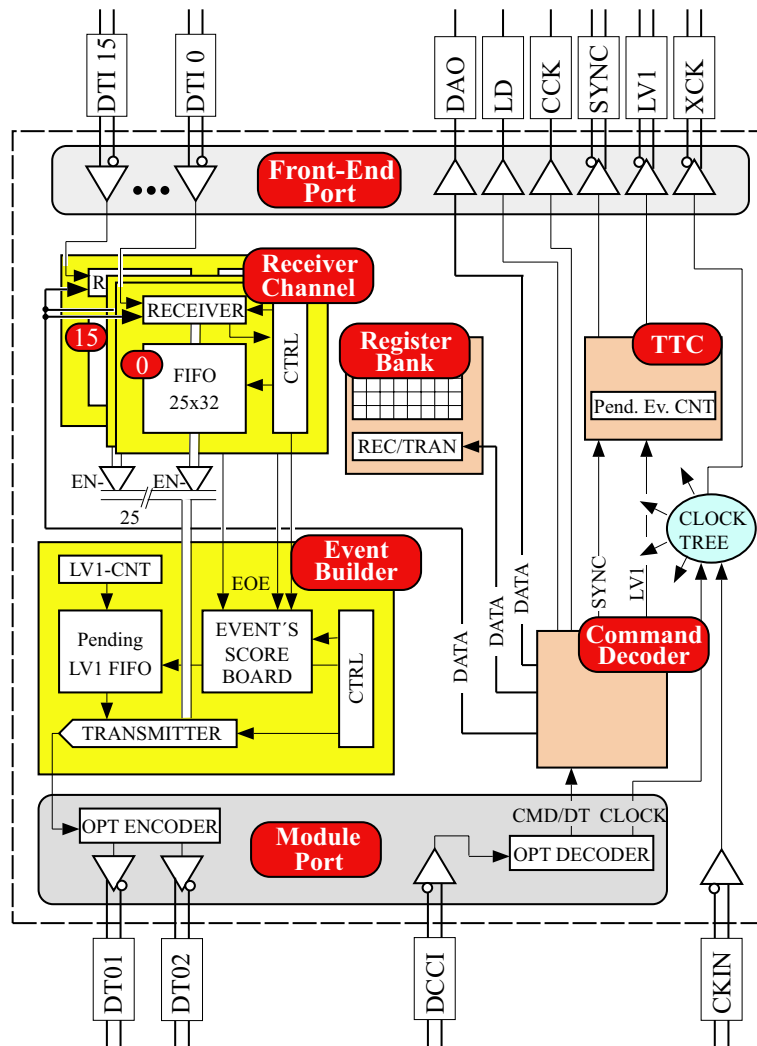 DTI 15
DTI 0
DAO
LD
CCK
SYNC
LV1
XCK
Front-End
Port
Receiver
Channel
R
RECEIVER
15
0
FIFO
25x32
CTRL
Register
Bank
REC/TRAN
TTC
Pend. Ev. CNT
EN-
EN-
25
CLOCK
TREE
Event
Builder
LV1-CNT
EOE
Pending
LV1 FIFO
EVENT´S
SCORE
BOARD
CTRL
TRANSMITTER
DATA
DATA
DATA
SYNC
LV1
Command
Decoder
OPT ENCODER
Module
Port
CMD/DT
CLOCK
OPT DECODER
DT01
DT02
DCCI
CKIN